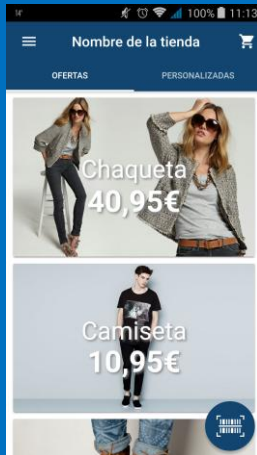 100% 11:13
Nombre de la tienda
OFERTAS PERSONALIZADAS
Chaqueta
40,95€
Camiseta
10,95€